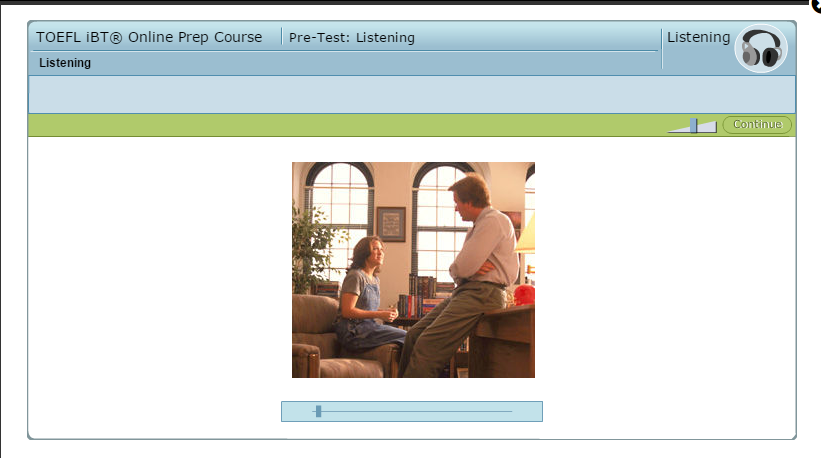 TOEFL iBT® Online Prep Course
Pre-Test: Listening
Listening
Listening
Continue